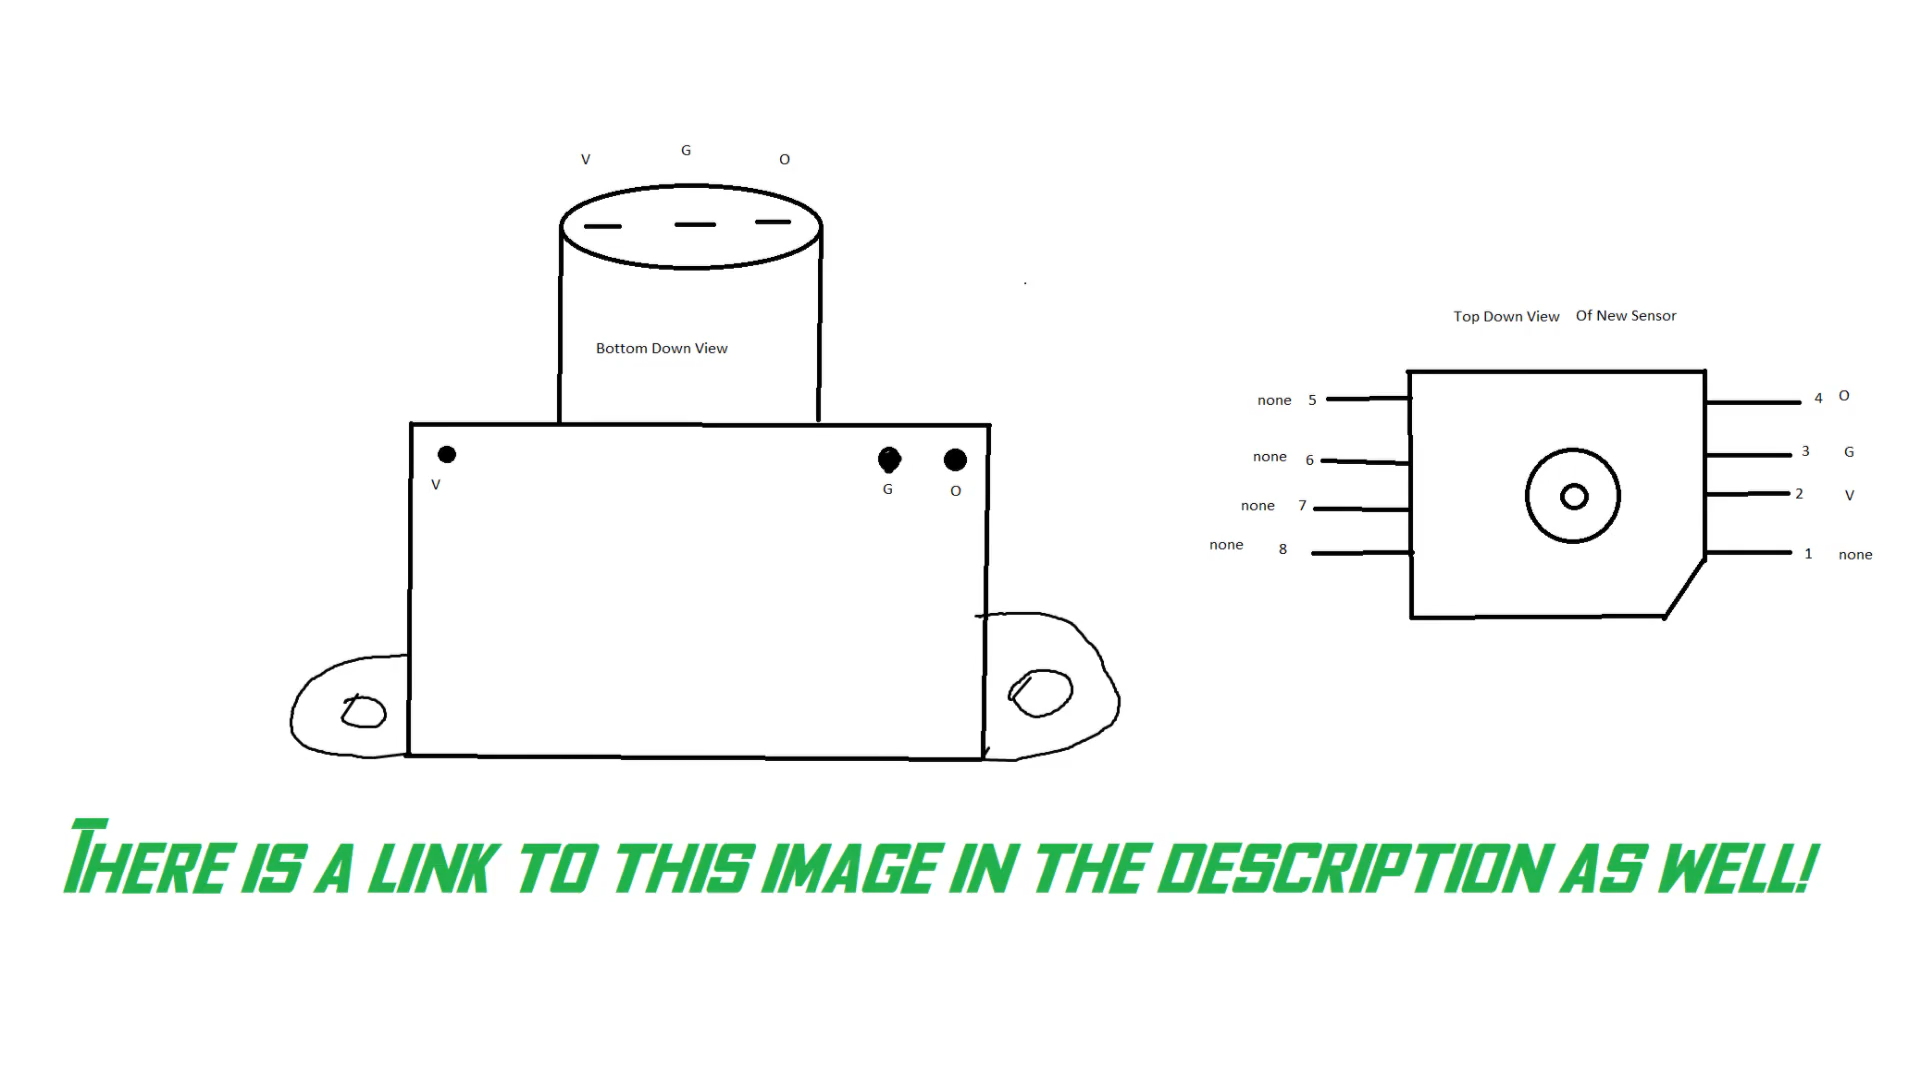 V G O
Bottom Down View
V G O
Top Down View Of New Sensor
none 5
none 6
none 7
none 8
4 O
3 G
2 V
1 none
There is a link to this image in the description as well!